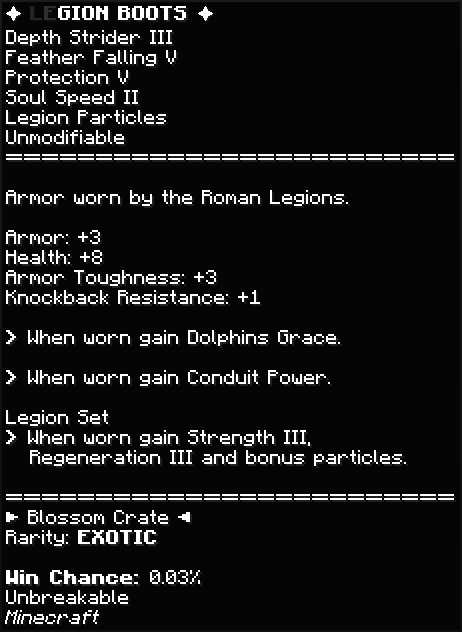 ✦ LEGION BOOTS ✦
Depth Strider III
Feather Falling V
Protection V
Soul Speed II
Legion Particles
Unmodifiable
==============================
Armor worn by the Roman Legions.
Armor: +3
Health: +8
Armor Toughness: +3
Knockback Resistance: +1
> When worn gain Dolphins Grace.
> When worn gain Conduit Power.
Legion Set
> When worn gain Strength III,
Regeneration III and bonus particles.
==============================
► Blossom Crate ◄
Rarity: EXOTIC
Win Chance: 0.03%
Unbreakable
Minecraft